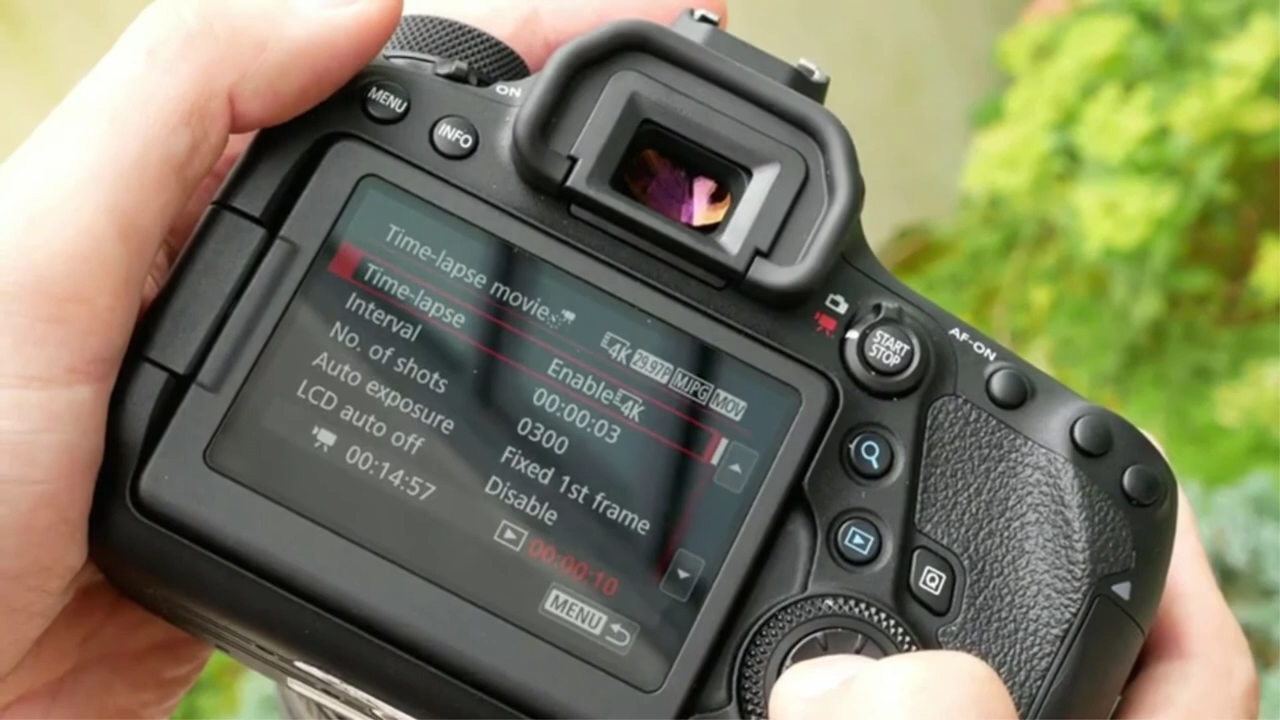 MENU
ON
INFO
Time-lapse movie
4K 29.97P MJPG MOV
Time-lapse Enable 4K
Interval 00:00:03
No. of shots 0300
Auto exposure Fixed 1st frame
LCD auto off Disable
00:14:57 00:00:10
MENU
START
STOP
AF-ON
Q